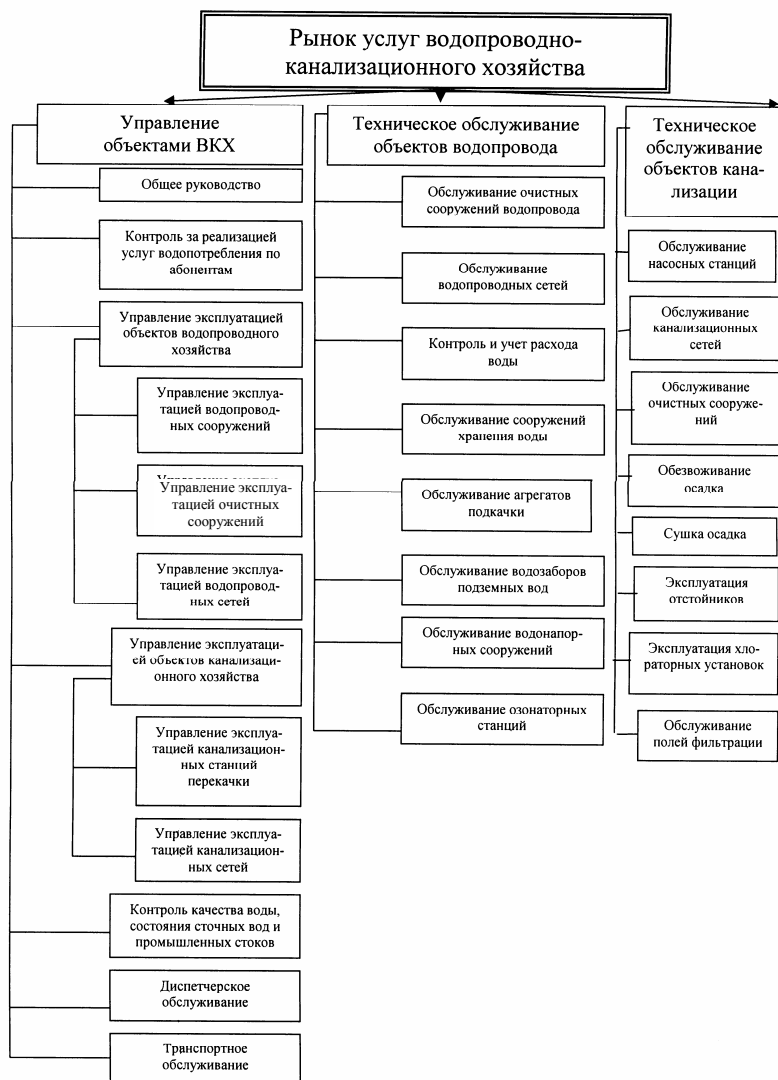 Рынок услуг водопроводно-
канализационного хозяйства
Управление
объектами ВКХ
Общее руководство
Контроль за реализацией
услуг водопотребления по
абонентам
Управление эксплуатацией
объектов водопроводного
хозяйства
Управление эксплуа-
тацией водопровод-
ных сооружений
Управление эксплуа-
тацией очистных
сооружений
Управление эксплуа-
тацией водопровод-
ных сетей
Управление эксплуатаци-
ей объектов канализаци-
онного хозяйства
Управление эксплуа-
тацией канализацион-
ных станций
перекачки
Управление эксплуа-
тацией канализацион-
ных сетей
Контроль качества воды,
состояния сточных вод и
промышленных стоков
Диспетчерское
обслуживание
Транспортное
обслуживание
Техническое обслуживание
объектов водопровода
Обслуживание очистных
сооружений водопровода
Обслуживание
водопроводных сетей
Контроль и учет расхода
воды
Обслуживание сооружений
хранения воды
Обслуживание агрегатов
подкачки
Обслуживание водозаборов
подземных вод
Обслуживание водонапор-
ных сооружений
Обслуживание озонаторных
станций
Техническое
обслуживание
объектов кана-
лизации
Обслуживание
насосных станций
Обслуживание
канализационных
сетей
Обслуживание
очистных сооруже-
ний
Обезвоживание
осадка
Сушка осадка
Эксплуатация
отстойников
Эксплуатация хло-
раторных установок
Обслуживание
полей фильтрации